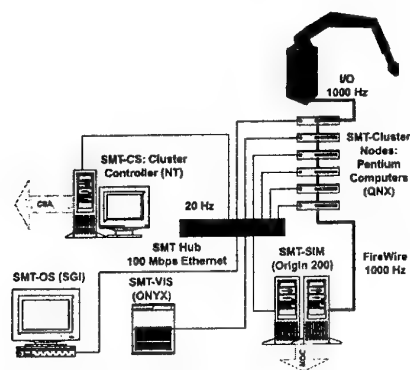 I/O
1000 Hz
SMT-Cluster
Nodes:
Pentium
Computers
(QNX)
SMT-CS: Cluster
Controller (NT)
CSA
20 Hz
SMT Hub
100 Mbps Ethernet
SMT-SIM
(Origin 200)
FireWire
1000 Hz
SMT-OS (SGI)
SMT-VIS
(ONYX)
MOC